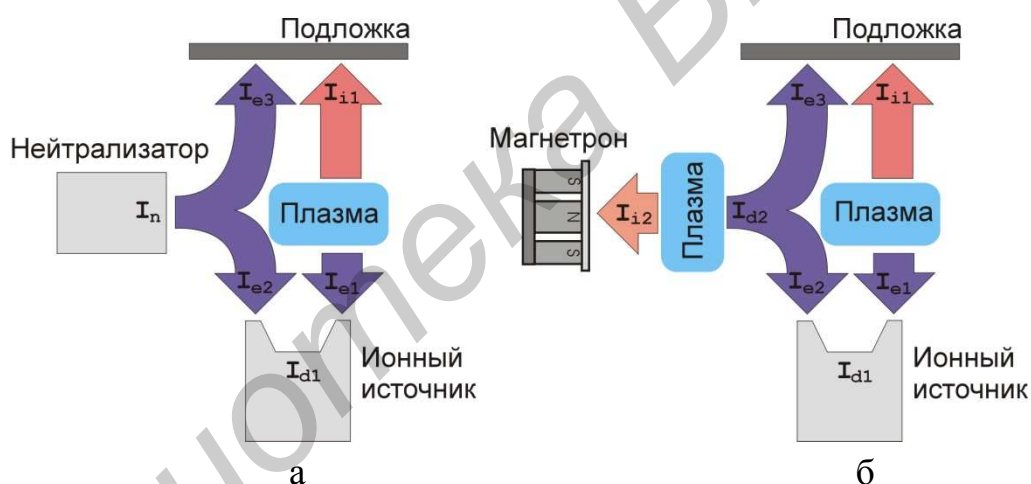 Подложка
I_e3 I_i1
Нейтрализатор
I_n
Плазма
I_e2 I_e1
I_d1
Ионный
источник
а
Подложка
I_e3 I_i1
Магнетрон
S
N
S
I_i2
Плазма
I_d2
Плазма
I_e2 I_e1
I_d1
Ионный
источник
б